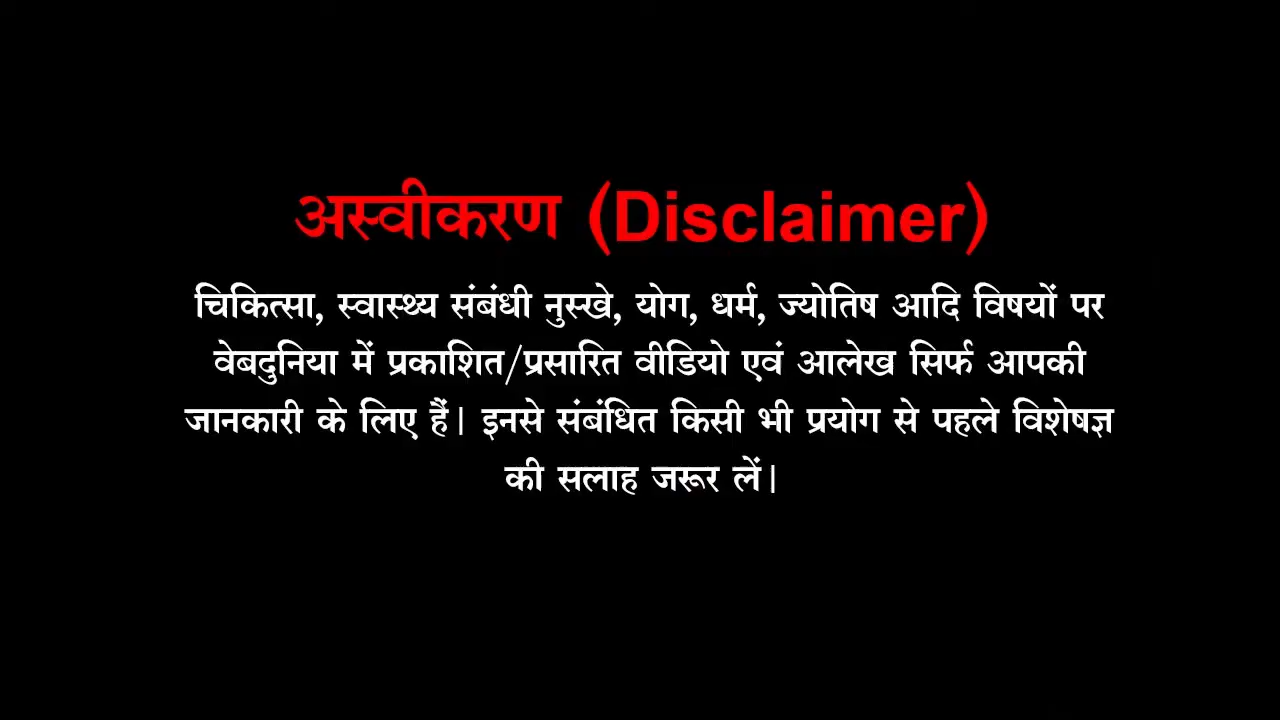 अस्वीकरण (Disclaimer)
चिकित्सा, स्वास्थ्य संबंधी नुस्खे, योग, धर्म, ज्योतिष आदि विषयों पर
वेबदुनिया में प्रकाशित/प्रसारित वीडियो एवं आलेख सिर्फ आपकी
जानकारी के लिए हैं। इनसे संबंधित किसी भी प्रयोग से पहले विशेषज्ञ
की सलाह जरूर लें।